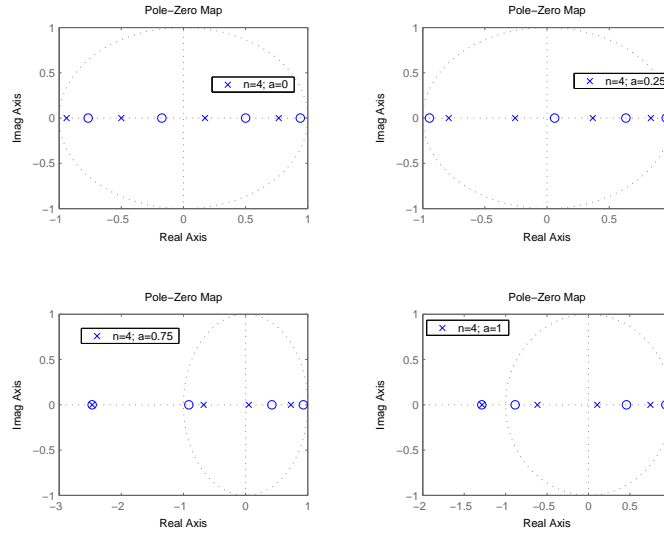 Pole−Zero Map
1
0.5
0
−0.5
−1
Imag Axis
n=4; a=0
−1
−0.5
0
0.5
1
Real Axis
Pole−Zero Map
1
0.5
0
−0.5
−1
Imag Axis
n=4; a=0.25
−1
−0.5
0
0.5
Real Axis
Pole−Zero Map
1
0.5
0
−0.5
−1
Imag Axis
n=4; a=0.75
−3
−2
−1
0
1
Real Axis
Pole−Zero Map
1
0.5
0
−0.5
−1
Imag Axis
n=4; a=1
−2
−1.5
−1
−0.5
0
0.5
Real Axis